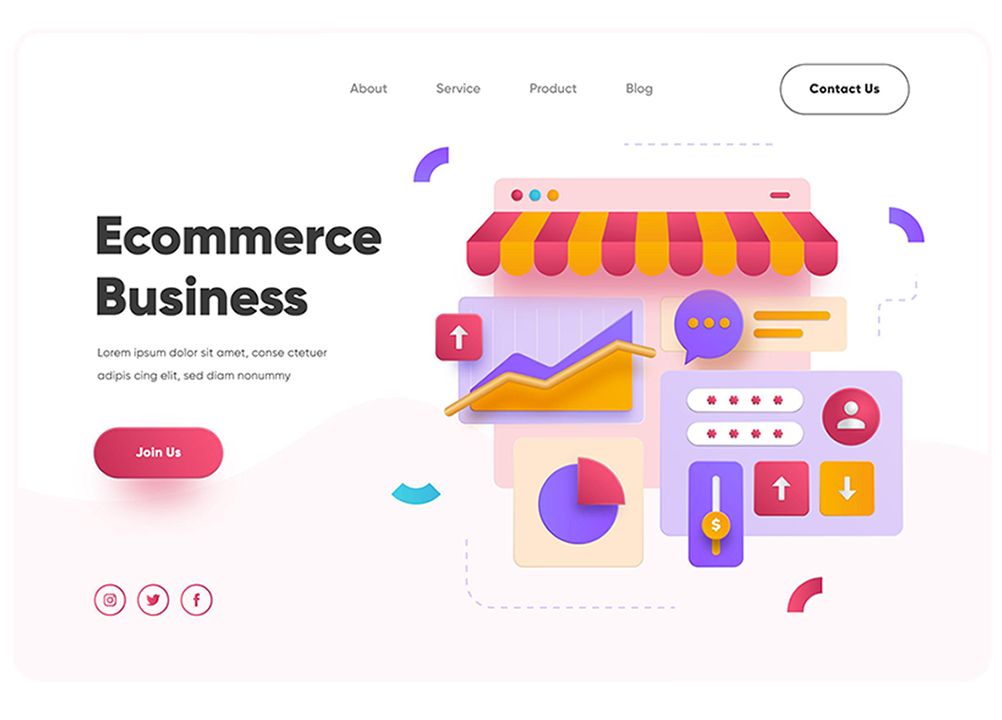 About Service Product Blog Contact Us
Ecommerce
Business
Lorem ipsum dolor sit amet, conse ctetuer
adipis cing elit, sed diam nonummy
Join Us
* * * *
* * * *
$